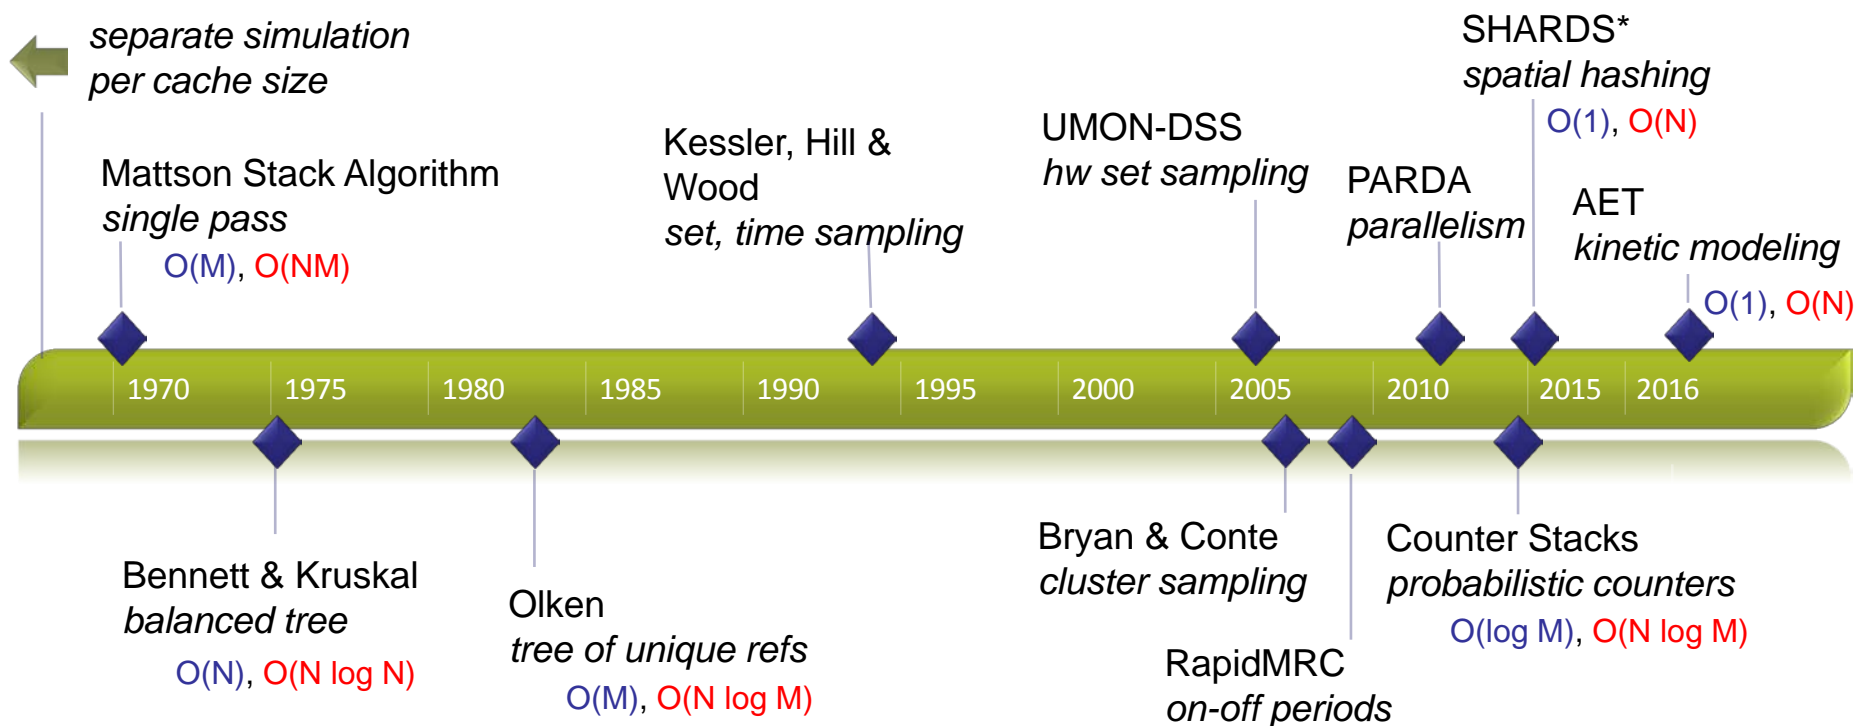 separate simulation
per cache size
Mattson Stack Algorithm
single pass
O(M), O(NM)
Kessler, Hill &
Wood
set, time sampling
UMON-DSS
hw set sampling
PARDA
parallelism
SHARDS*
spatial hashing
O(1), O(N)
AET
kinetic modeling
O(1), O(N)
1970
1975
1980
1985
1990
1995
2000
2005
2010
2015
2016
Bennett & Kruskal
balanced tree
O(N), O(N log N)
Olken
tree of unique refs
O(M), O(N log M)
Bryan & Conte
cluster sampling
RapidMRC
on-off periods
Counter Stacks
probabilistic counters
O(log M), O(N log M)